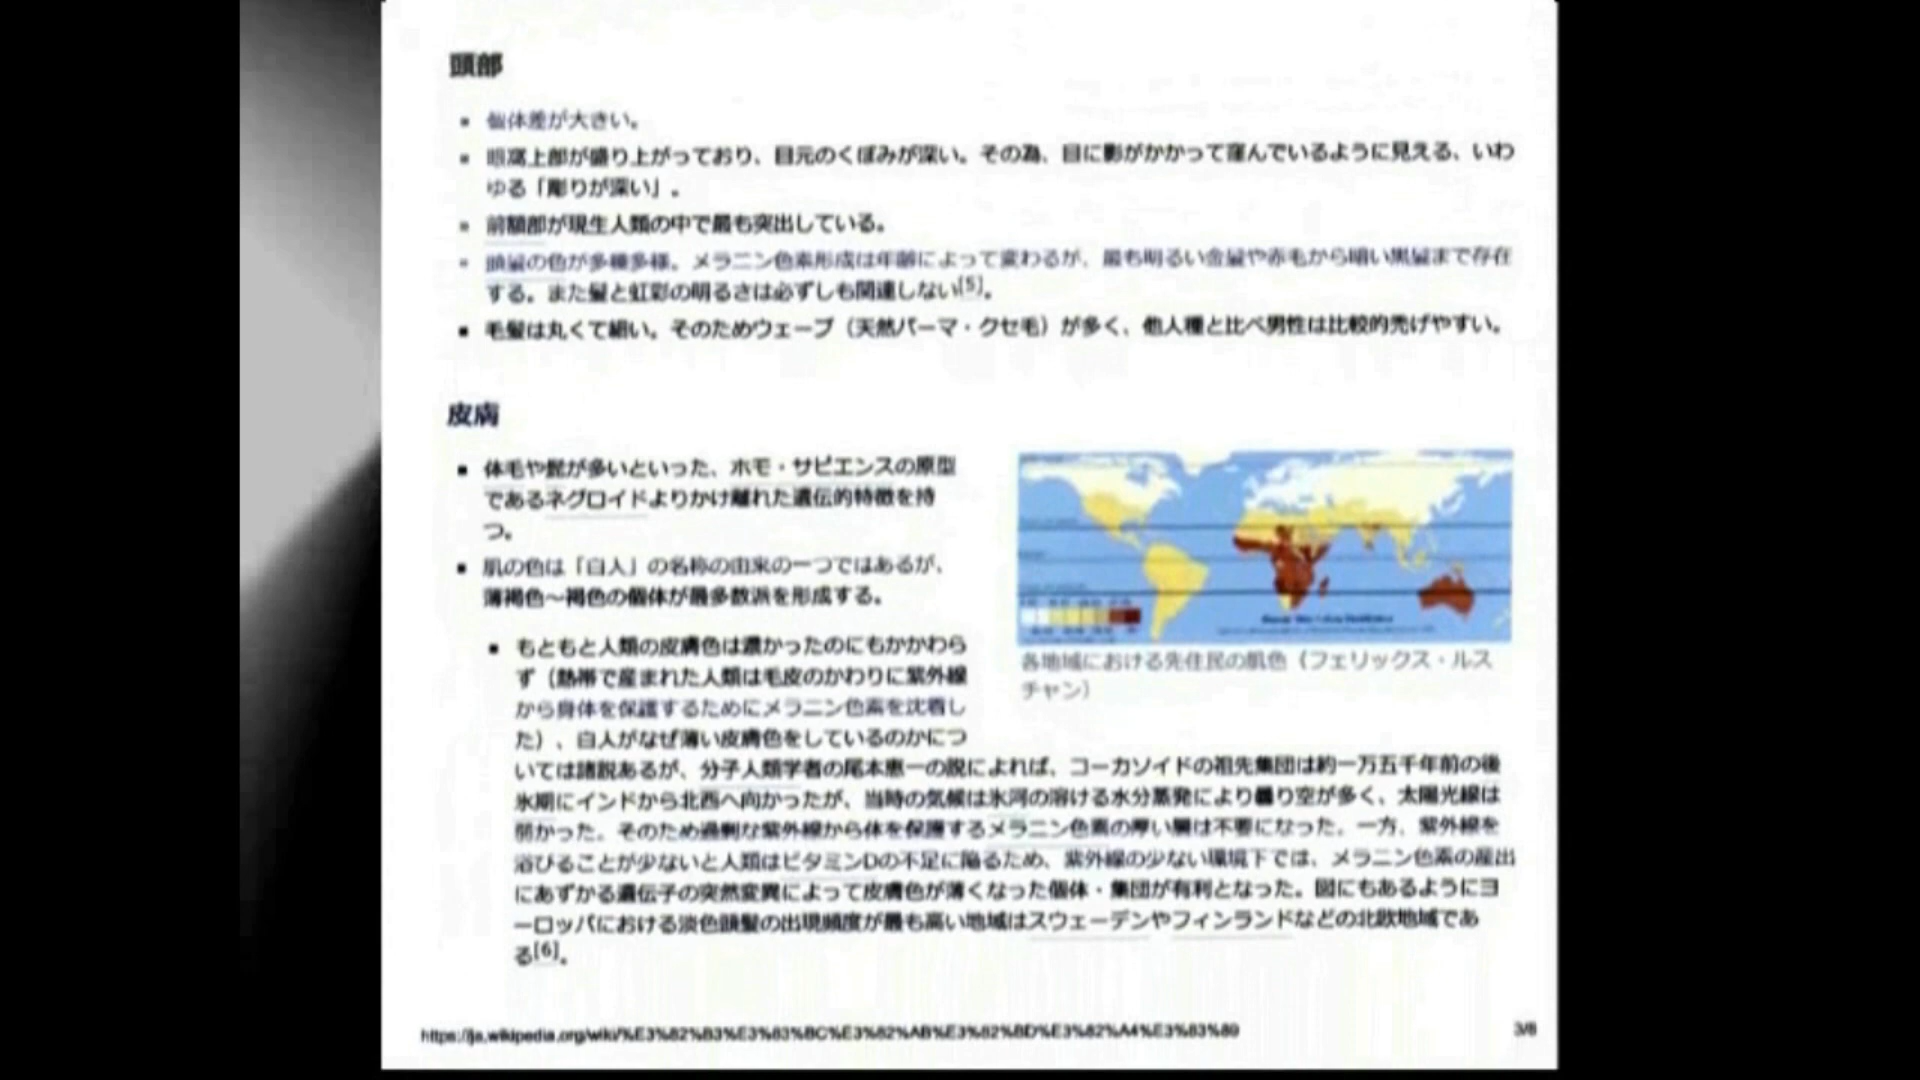 頭部
個体差が大きい。
眼窩上部が盛り上がっており、目元のくぼみが深い。その為、目に影がかかって窪んでいるように見える、いわ
ゆる「彫りが深い」。
前額部が現生人類の中で最も突出している。
頭髪の色が多種多様。メラニン色素形成は年齢によって変わるが、最も明るい金髪や赤毛から暗い黒髪まで存在
する。また髪と虹彩の明るさは必ずしも関連しない[5]。
毛髪は丸くて細い。そのためウェーブ（天然パーマ・クセ毛）が多く、他人種と比べ男性は比較的禿げやすい。
皮膚
体毛や髭が多いといった、ホモ・サピエンスの原型
であるネグロイドよりかけ離れた遺伝的特徴を持
つ。
肌の色は「白人」の名称の由来の一つではあるが、
薄褐色〜褐色の個体が最多数派を形成する。
もともと人類の皮膚色は濃かったのにもかかわら
ず（熱帯で産まれた人類は毛皮のかわりに紫外線
から身体を保護するためにメラニン色素を沈着し
た）、白人がなぜ薄い皮膚色をしているのかにつ
いては諸説あるが、分子人類学者の尾本惠一の説によれば、コーカソイドの祖先集団は約一万五千年前の後
氷期にインドから北西へ向かったが、当時の気候は氷河の溶ける水分蒸発により曇り空が多く、太陽光線は
弱かった。そのため過剰な紫外線から体を保護するメラニン色素の厚い層は不要になった。一方、紫外線を
浴びることが少ないと人類はビタミンDの不足に陥るため、紫外線の少ない環境下では、メラニン色素の産出
にあずかる遺伝子の突然変異によって皮膚色が薄くなった個体・集団が有利となった。図にもあるようにヨ
ーロッパにおける淡色頭髪の出現頻度が最も高い地域はスウェーデンやフィンランドなどの北欧地域であ
る[6]。
各地域における先住民の肌色（フェリックス・ルス
チャン）
https://ja.wikipedia.org/wiki/%E3%82%B3%E3%83%BC%E3%82%AB%E3%82%BD%E3%82%A4%E3%83%89
3/8